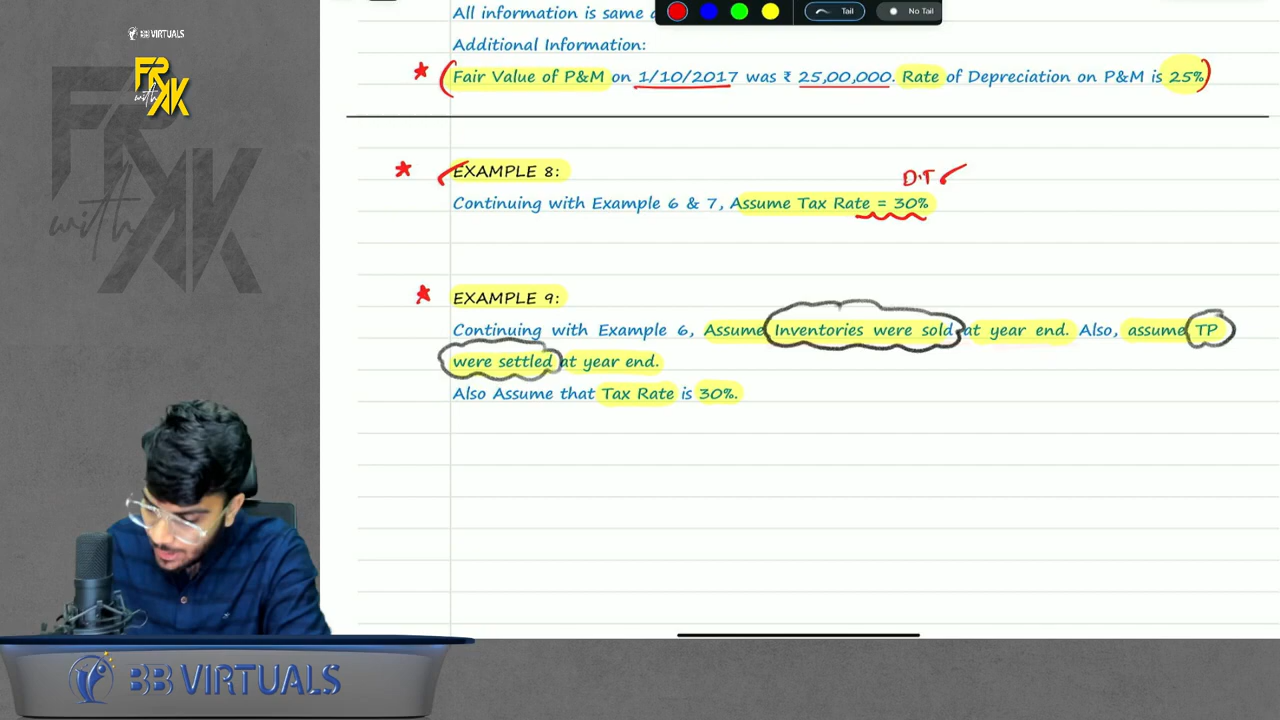 BB VIRTUALS
FR
with
AK
FR
with
AK
All information is same
Tail
No Tail
Additional Information:
(Fair Value of P&M on 1/10/2017 was ₹ 25,00,000. Rate of Depreciation on P&M is 25%)
EXAMPLE 8:
D.T
Continuing with Example 6 & 7, Assume Tax Rate = 30%
EXAMPLE 9:
Continuing with Example 6, Assume Inventories were sold at year end. Also, assume TP
were settled at year end.
Also Assume that Tax Rate is 30%.
BB VIRTUALS